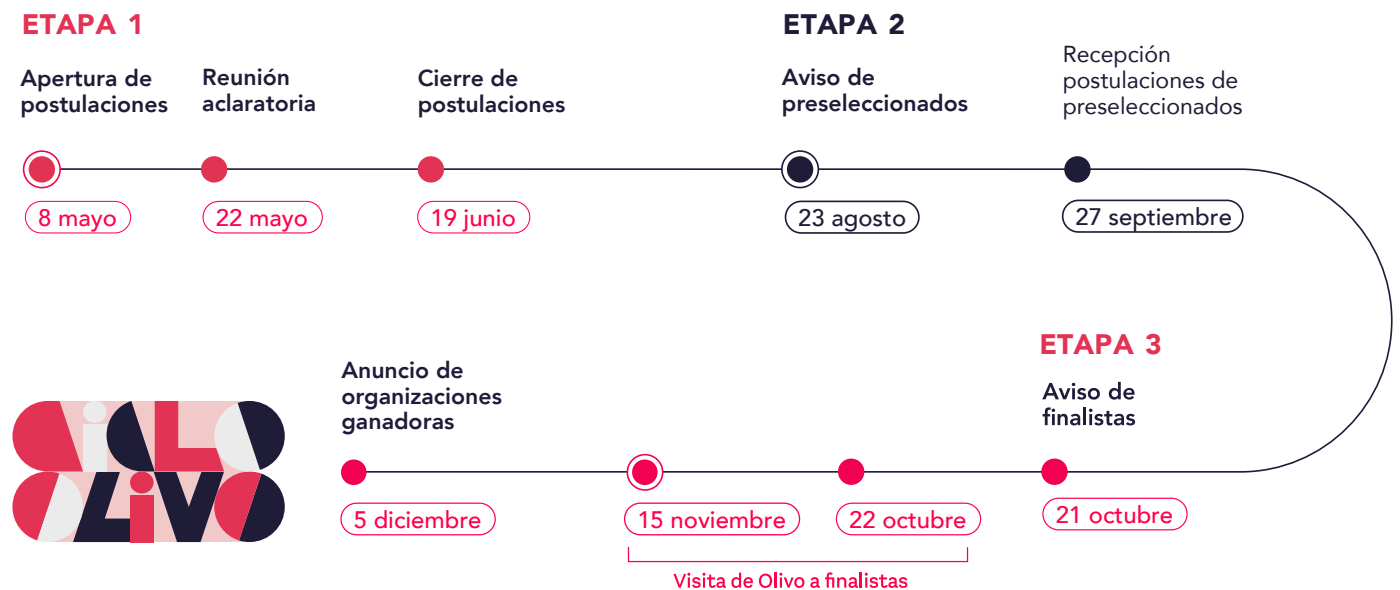 ETAPA 1
Apertura de
postulaciones
8 mayo
Reunión
aclaratoria
22 mayo
Cierre de
postulaciones
19 junio
ETAPA 2
Aviso de
preseleccionados
23 agosto
Recepción
postulaciones de
preseleccionados
27 septiembre
ETAPA 3
Aviso de
finalistas
21 octubre
22 octubre
15 noviembre
Visita de Olivo a finalistas
Anuncio de
organizaciones
ganadoras
5 diciembre
CiCLO
OLiVO